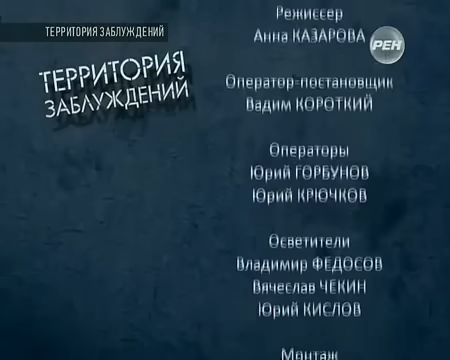 ТЕРРИТОРИЯ ЗАБЛУЖДЕНИЙ
РЕН
ТЕРРИТОРИЯ
ЗАБЛУЖДЕНИЙ
Режиссер
Анна КАЗАРОВА
Оператор-постановщик
Вадим КОРОТКИЙ
Операторы
Юрий ГОРБУНОВ
Юрий КРЮЧКОВ
Осветители
Владимир ФЕДОСОВ
Вячеслав ЧЕКИН
Юрий КИСЛОВ
Монтаж